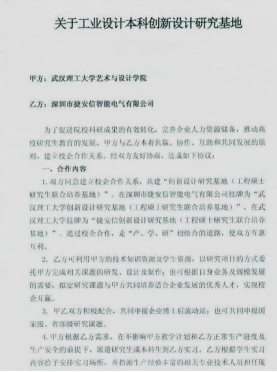 关于工业设计本科创新设计研究基地
甲方：武汉理工大学艺术与设计学院
乙方：深圳市捷安信智能电气有限公司
为了促进院校科研成果的有效转化，完善企业人力资源储备，推动高
校研究生教育的发展，甲方与乙方本着共赢、协作、互助和共同发展的原
则，建立校企合作关系。经双方友好协商，达成如下协议：
一、合作内容
1. 双方同意建立校企合作关系，共建“创新设计研究基地（工程硕士
研究生联合培养基地）”，在深圳市捷安信智能电气有限公司挂牌为“武
汉理工大学创新设计研究基地（工程硕士研究生联合培养基地）”，在武
汉理工大学挂牌为“捷安信创新设计研究基地（工程硕士研究生联合培养
基地）”。通过校企合作，走“产、学、研”相结合的道路，使双方互惠
互利。
2. 乙方可利用甲方的技术知识资源及学生资源，以研究项目的方式委
托甲方完成相关课题的研发、设计及制作；也可根据自身业务及规模发展
的需要，拟定研究课题与甲方共同培养适合企业发展的优秀人才，实现校
企互赢。
3. 甲乙双方积极配合，共同申报企业博士后流动站；也可共同申报国家
级、省部级研究课题。
4. 甲方根据乙方需求，在不影响甲方教学计划和乙方正常生产进度及
生产安全的前提下，派遣研究生或本科生到乙方实习。乙方根据学生实习
内容给予安排实习场所，并指派生产经验丰富的相关专业技术人员担任现